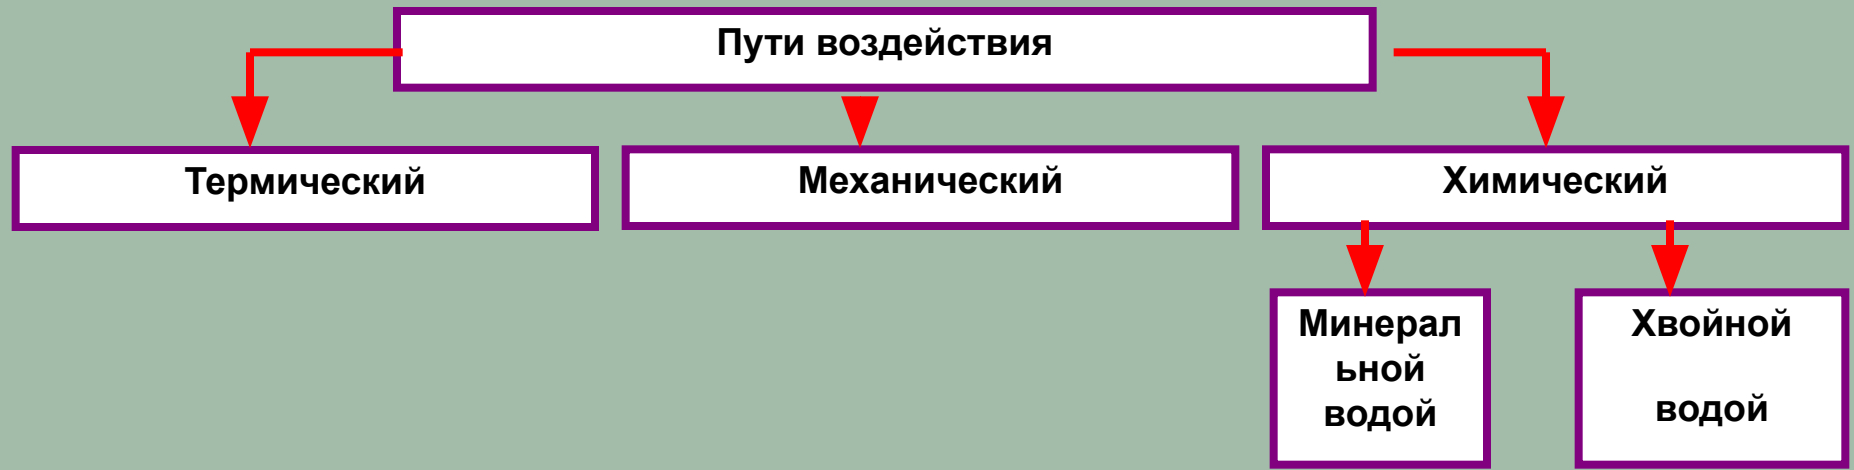 Пути воздействия
Термический
Механический
Химический
Минерал
ьной
водой
Хвойной
водой